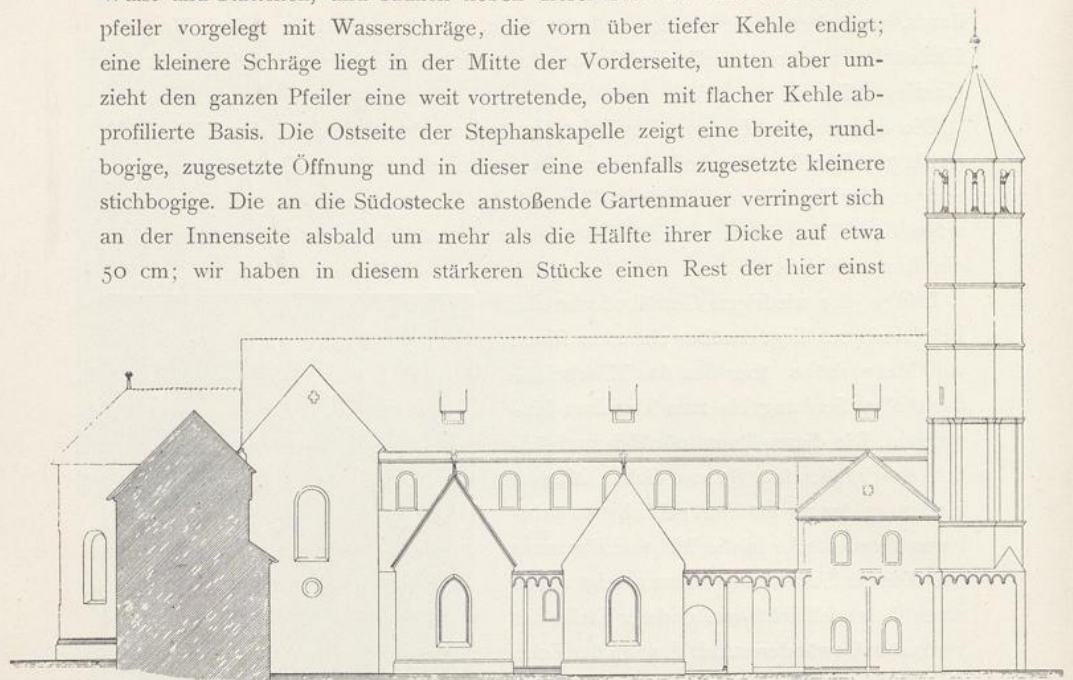 pfeiler vorgelegt mit Wasserschräge, die vorn über tiefer Kehle endigt;
eine kleinere Schräge liegt in der Mitte der Vorderseite, unten aber um-
zieht den ganzen Pfeiler eine weit vortretende, oben mit flacher Kehle ab-
profilierte Basis. Die Ostseite der Stephanskapelle zeigt eine breite, rund-
bogige, zugesetzte Öffnung und in dieser eine ebenfalls zugesetzte kleinere
stichbogige. Die an die Südostecke anstoßende Gartenmauer verringert sich
an der Innenseite alsbald um mehr als die Hälfte ihrer Dicke auf etwa
50 cm; wir haben in diesem stärkeren Stücke einen Rest der hier einst